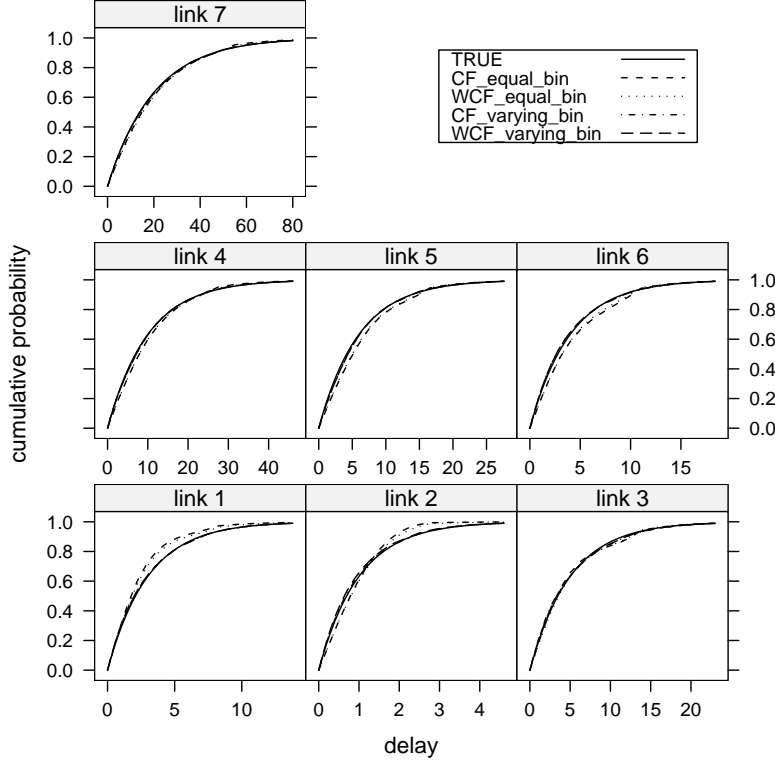 link 7
1.0
0.8
0.6
0.4
0.2
0.0
0 20 40 60 80
TRUE
CF_equal_bin
WCF_equal_bin
CF_varying_bin
WCF_varying_bin
cumulative probability
link 4 link 5 link 6
1.0
0.8
0.6
0.4
0.2
0.0
0 10 20 30 40 0 5 10 15 20 25 0 5 10 15
link 1 link 2 link 3
1.0
0.8
0.6
0.4
0.2
0.0
0 5 10 0 1 2 3 4 0 5 10 15 20
delay